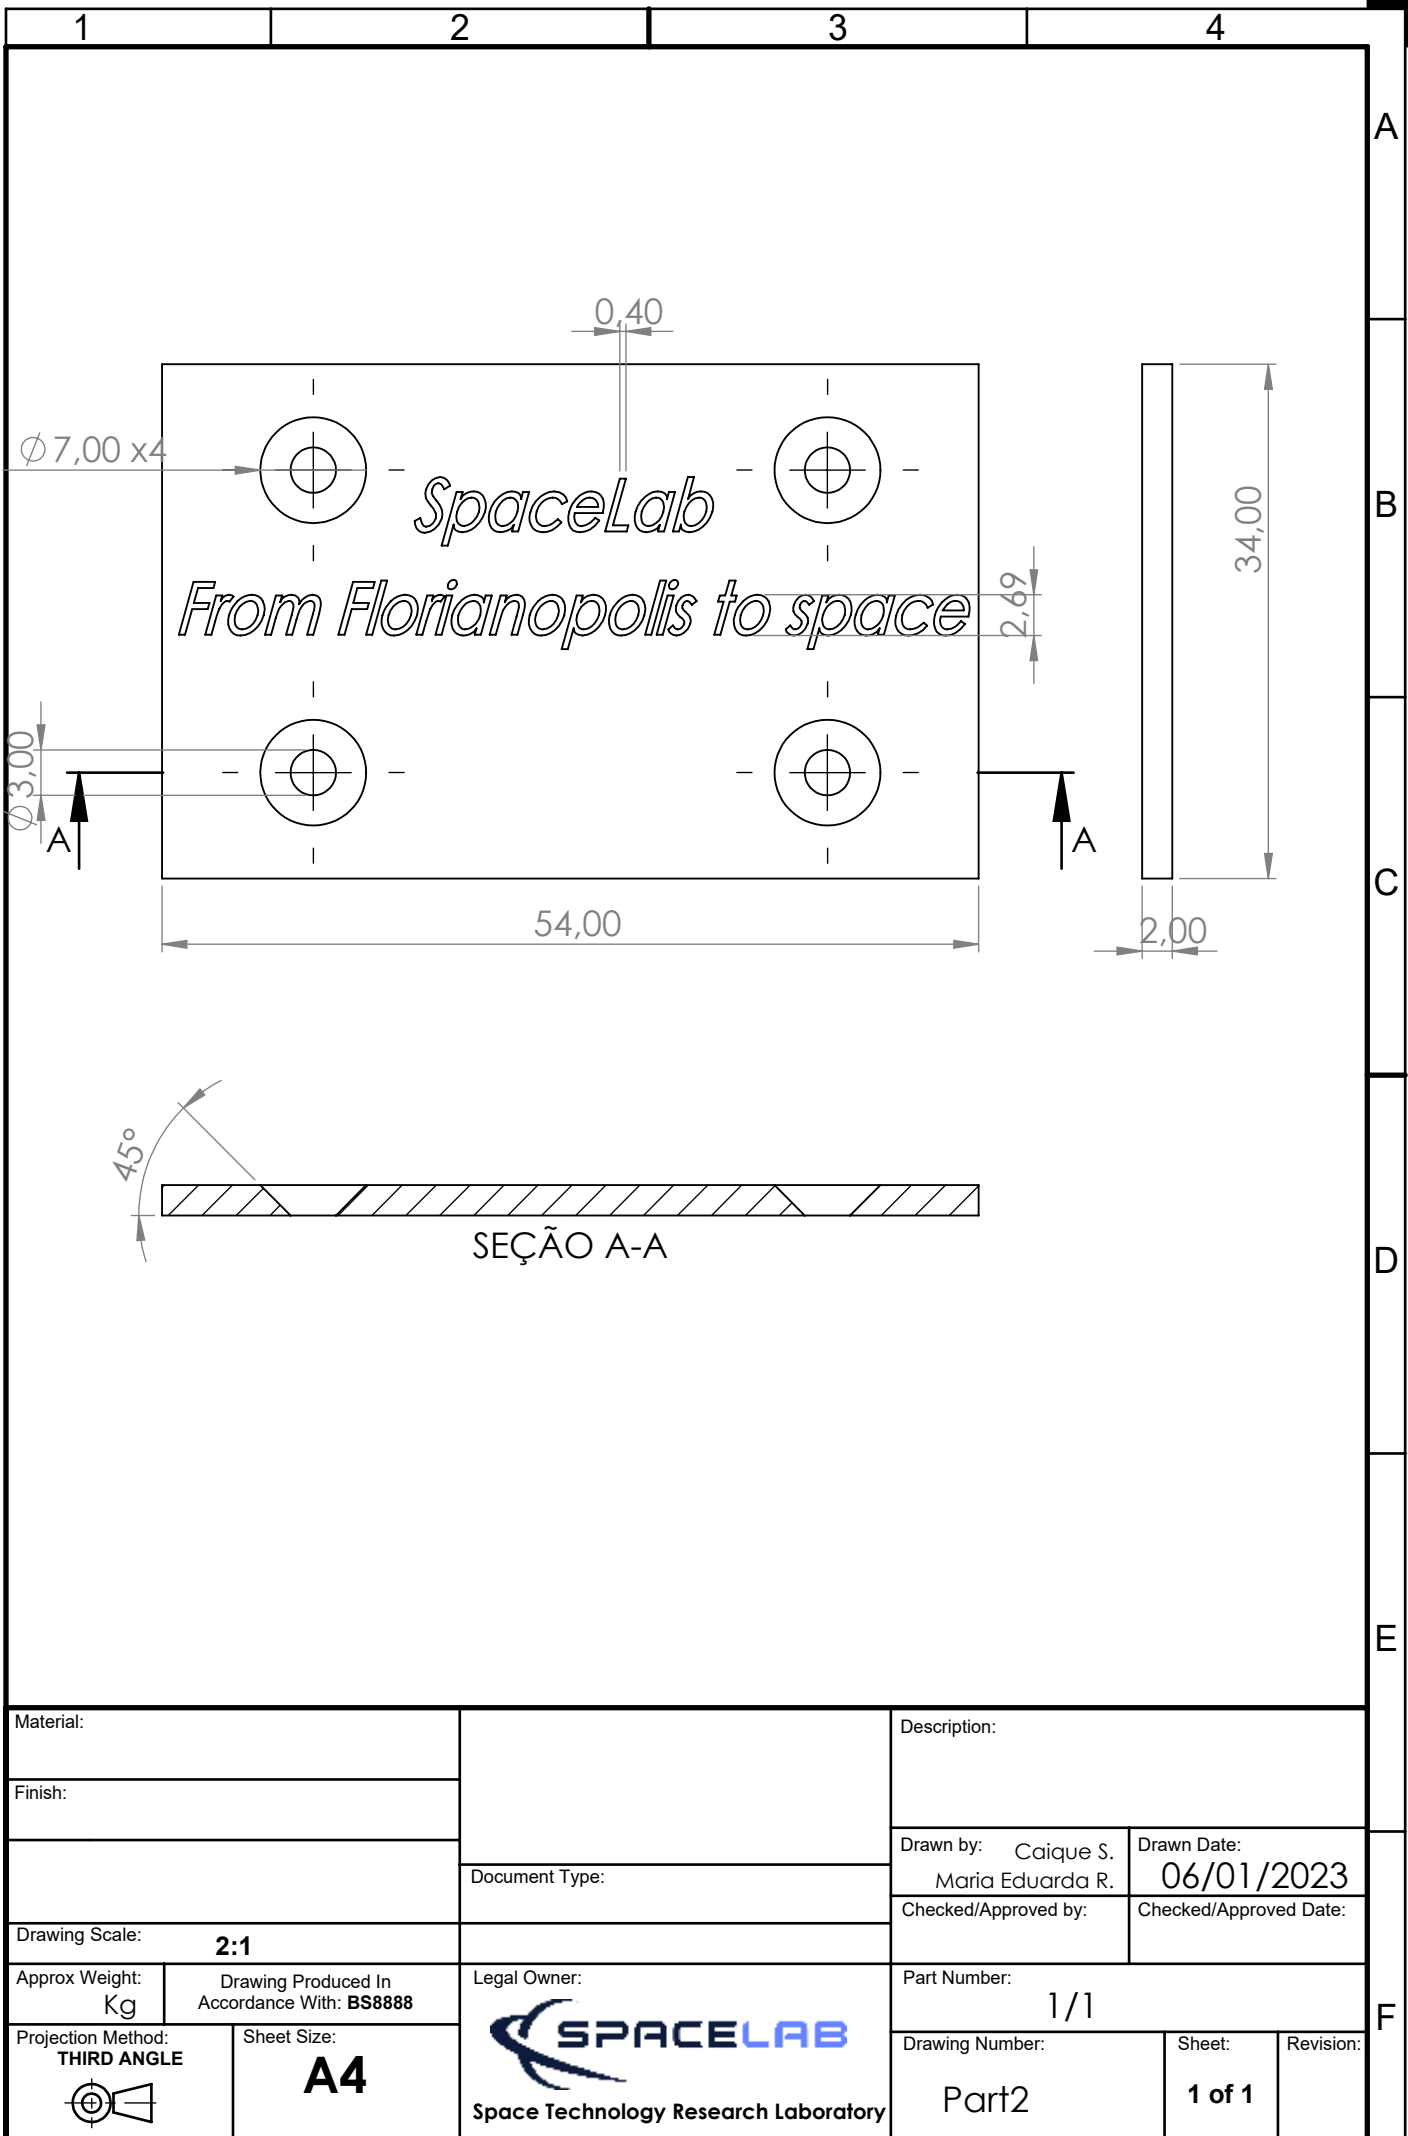 1 2 3 4
A
0,40
⌀7,00 x4
SpaceLab
B
34,00
From Florianopolis to space
2,69
⌀3,00
A A
C
54,00
2,00
45°
SEÇÃO A-A
D
E
Material:
Description:
Finish:
Drawn by: Caique S.
Maria Eduarda R.
Drawn Date:
06/01/2023
Document Type:
Checked/Approved by:
Checked/Approved Date:
Drawing Scale: 2:1
Approx Weight:
Kg
Drawing Produced In
Accordance With: BS8888
Legal Owner:
SPACELAB
Space Technology Research Laboratory
Part Number:
1/1
F
Projection Method:
THIRD ANGLE
Sheet Size:
A4
Drawing Number:
Part2
Sheet:
1 of 1
Revision: